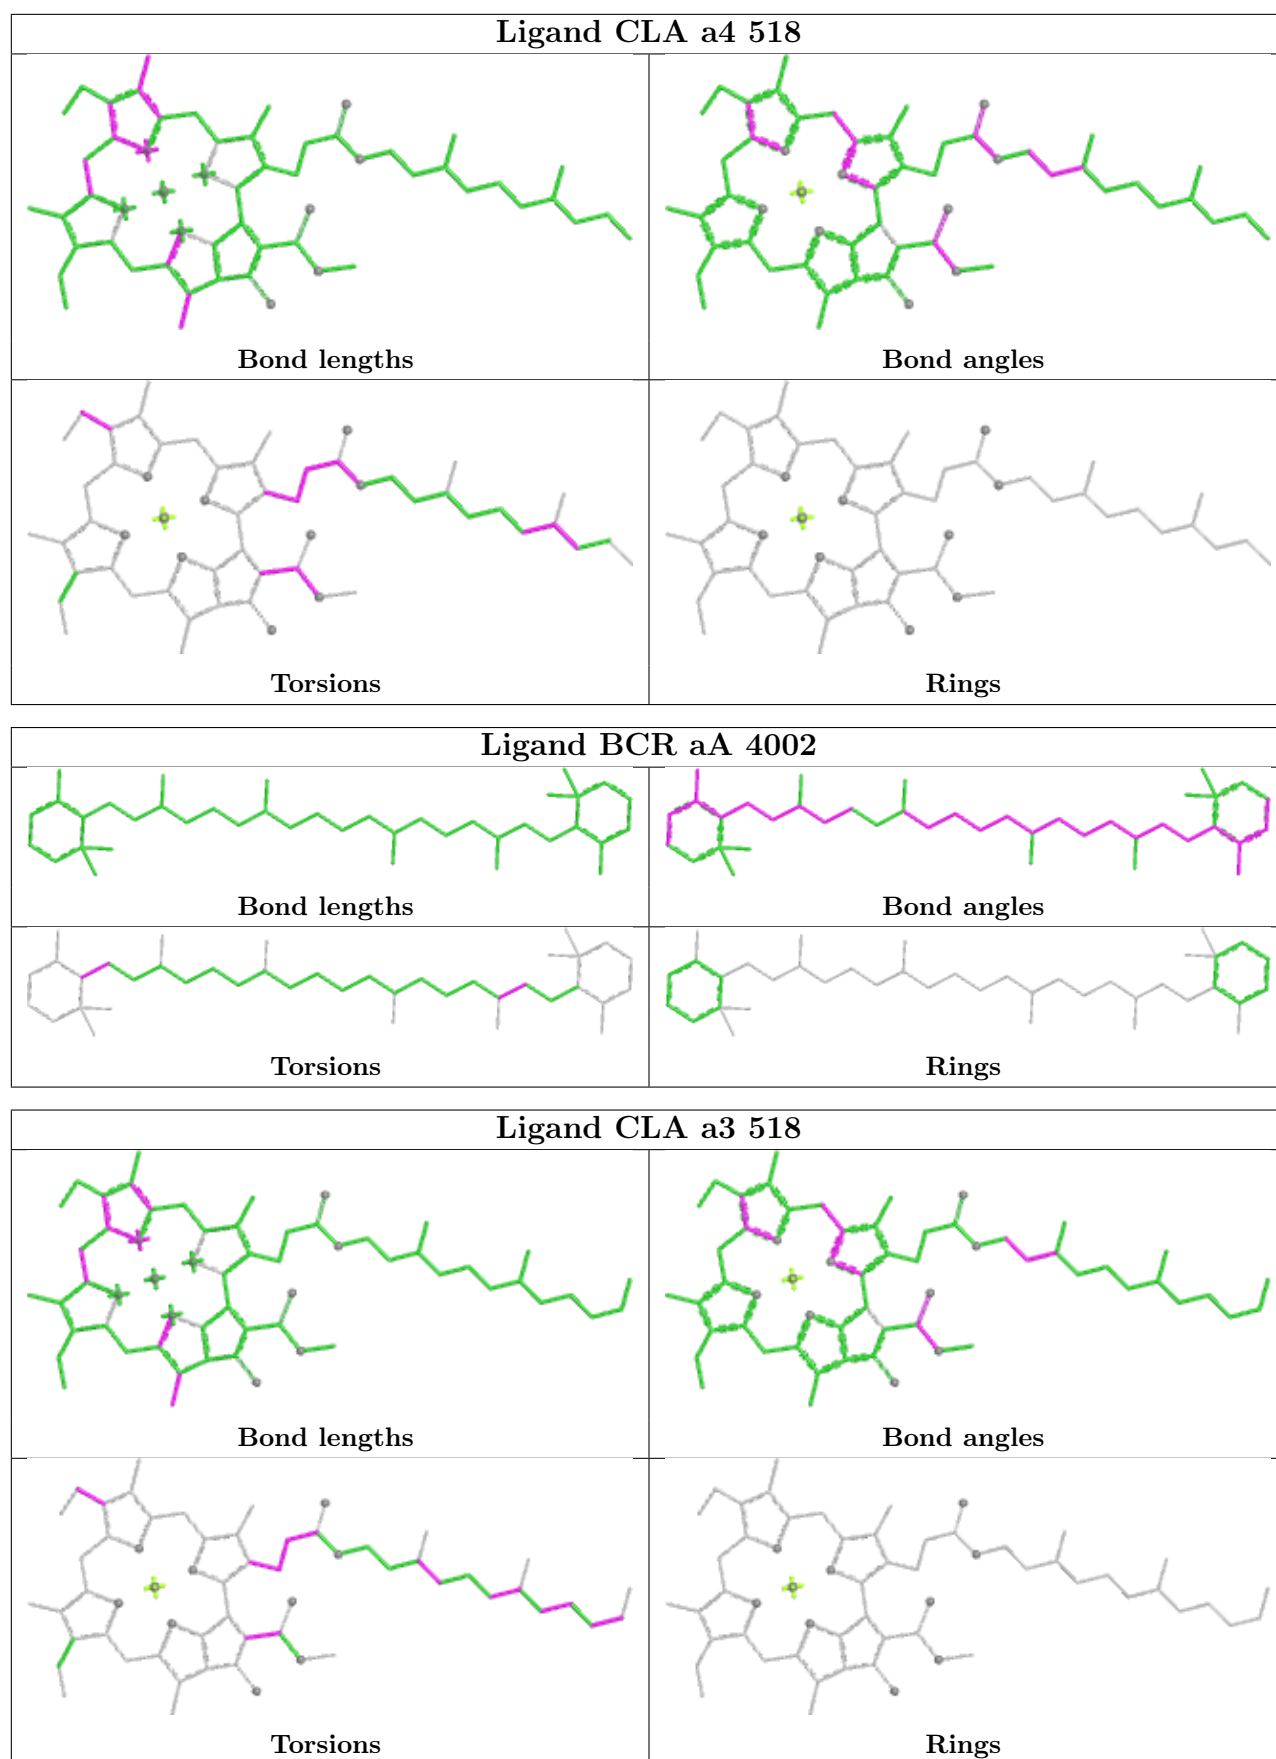 Ligand CLA a4 518
Bond lengths
Bond angles
Torsions
Rings
Ligand BCR aA 4002
Bond lengths
Bond angles
Torsions
Rings
Ligand CLA a3 518
Bond lengths
Bond angles
Torsions
Rings